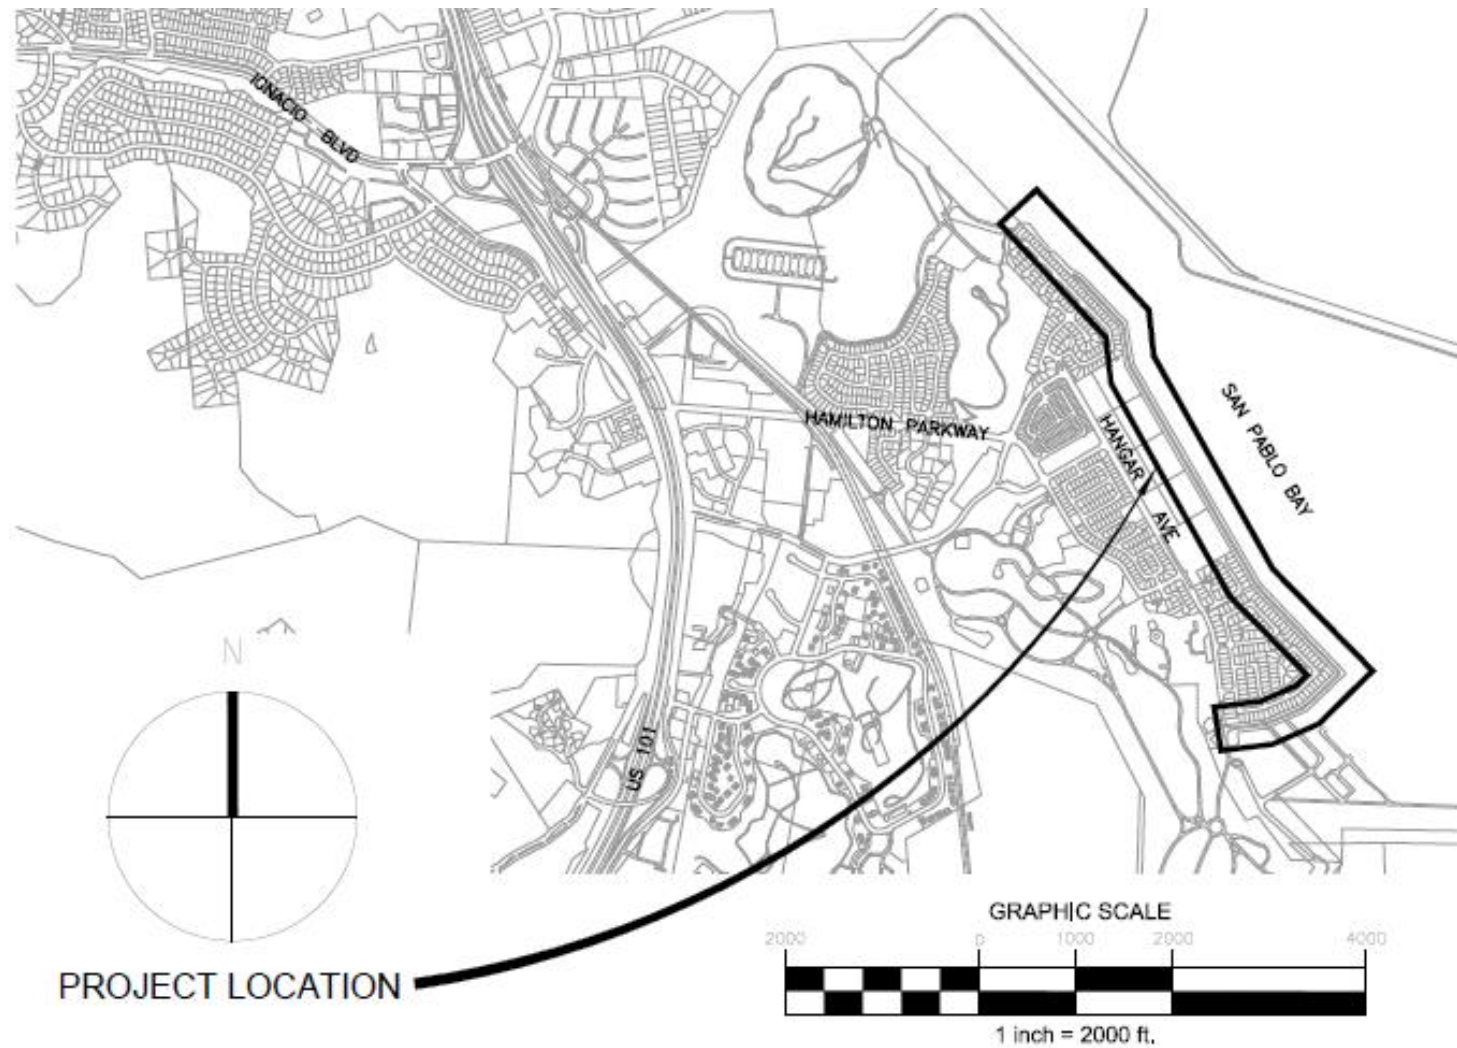 IGNACIO BLVD
HAMILTON PARKWAY
HANGAR AVE
SAN PABLO BAY
N
US 101
PROJECT LOCATION
GRAPHIC SCALE
2000 0 1000 2000 4000
1 inch = 2000 ft.